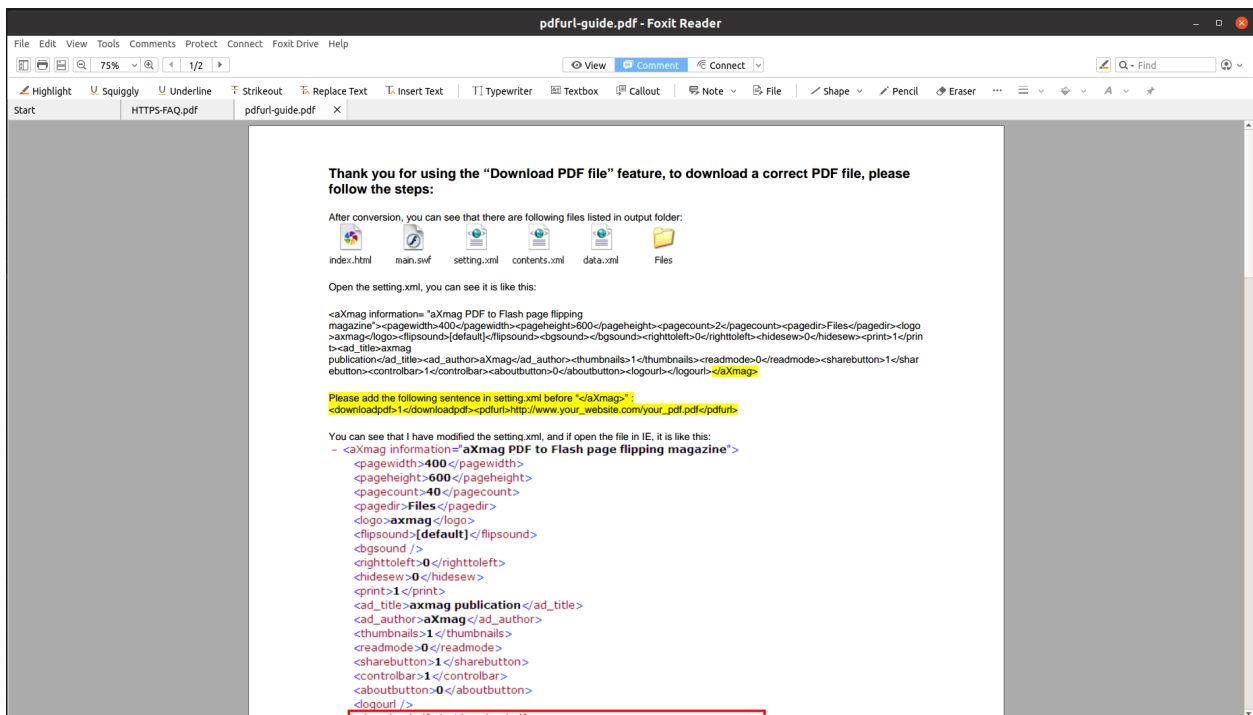 pdfurl-guide.pdf - Foxit Reader
File Edit View Tools Comments Protect Connect Foxit Drive Help
75% 1/2 View Comment Connect Find
Highlight Squiggly Underline Strikeout Replace Text Insert Text Typewriter Textbox Callout Note File Shape Pencil Eraser ...
Start HTTPS-FAQ.pdf pdfurl-guide.pdf
Thank you for using the “Download PDF file” feature, to download a correct PDF file, please
follow the steps:
After conversion, you can see that there are following files listed in output folder:
index.html main.swf setting.xml contents.xml data.xml Files
Open the setting.xml, you can see it is like this:
<aXmag information= "aXmag PDF to Flash page flipping
magazine"><pagewidth>400</pagewidth><pageheight>600</pageheight><pagecount>2</pagecount><pagedir>Files</pagedir><logo
>axmag</logo><flipsound>[default]</flipsound><bgsound></bgsound><righttoleft>0</righttoleft><hidesew>0</hidesew><print>1</prin
t><ad_title>axmag
publication</ad_title><ad_author>aXmag</ad_author><thumbnails>1</thumbnails><readmode>0</readmode><sharebutton>1</shar
ebutton><controlbar>1</controlbar><aboutbutton>0</aboutbutton><logourl></logourl></aXmag>
Please add the following sentence in setting.xml before “</aXmag>” :
<downloadpdf>1</downloadpdf><pdfurl>http://www.your_website.com/your_pdf.pdf</pdfurl>
You can see that I have modified the setting.xml, and if open the file in IE, it is like this:
- <aXmag information="aXmag PDF to Flash page flipping magazine">
<pagewidth>400</pagewidth>
<pageheight>600</pageheight>
<pagecount>40</pagecount>
<pagedir>Files</pagedir>
<logo>axmag</logo>
<flipsound>[default]</flipsound>
<bgsound />
<righttoleft>0</righttoleft>
<hidesew>0</hidesew>
<print>1</print>
<ad_title>axmag publication</ad_title>
<ad_author>aXmag</ad_author>
<thumbnails>1</thumbnails>
<readmode>0</readmode>
<sharebutton>1</sharebutton>
<controlbar>1</controlbar>
<aboutbutton>0</aboutbutton>
<logourl />